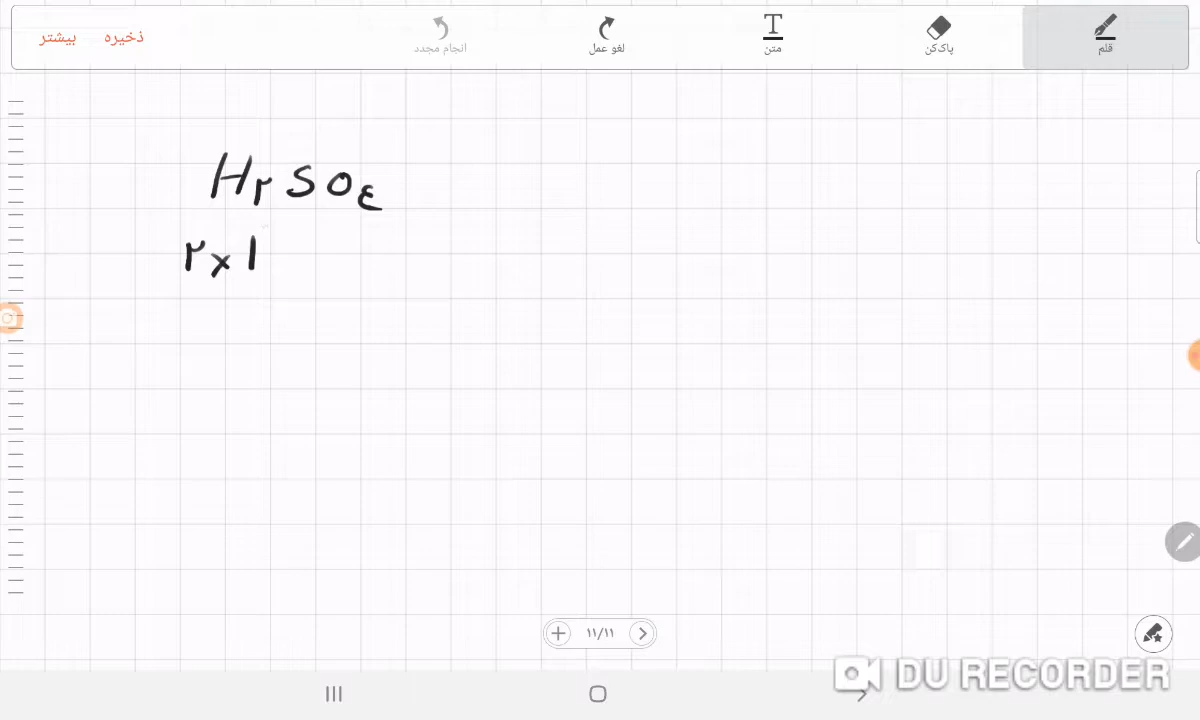 قلم
پاک‌کن
متن
لغو عمل
انجام مجدد
ذخیره
بیشتر
H۲SO٤
۲×۱
۱۱/۱۱
DU RECORDER